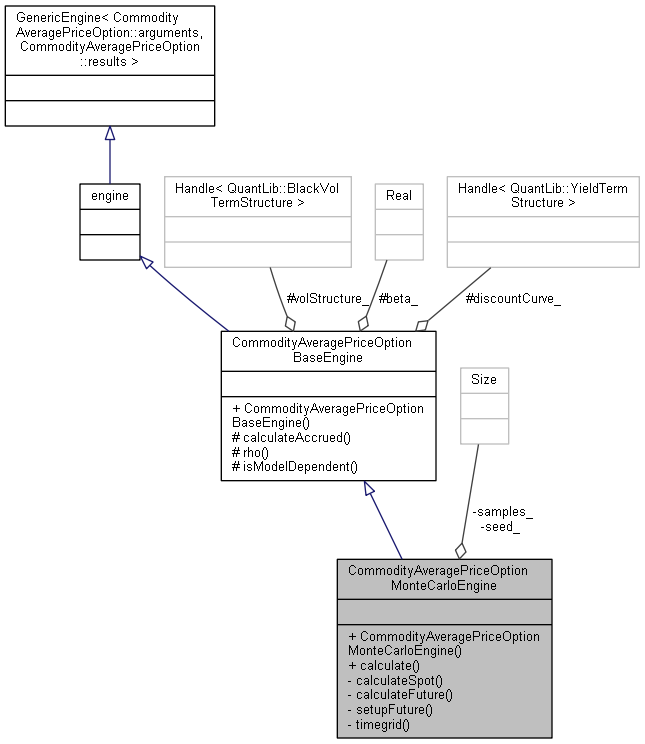 GenericEngine< Commodity
AveragePriceOption::arguments,
CommodityAveragePriceOption
::results >
engine
Handle< QuantLib::BlackVol
TermStructure >
Real
Handle< QuantLib::YieldTerm
Structure >
#volStructure_
#beta_
#discountCurve_
CommodityAveragePriceOption
BaseEngine
+ CommodityAveragePriceOption
BaseEngine()
# calculateAccrued()
# rho()
# isModelDependent()
Size
-samples_
-seed_
CommodityAveragePriceOption
MonteCarloEngine
+ CommodityAveragePriceOption
MonteCarloEngine()
+ calculate()
- calculateSpot()
- calculateFuture()
- setupFuture()
- timegrid()